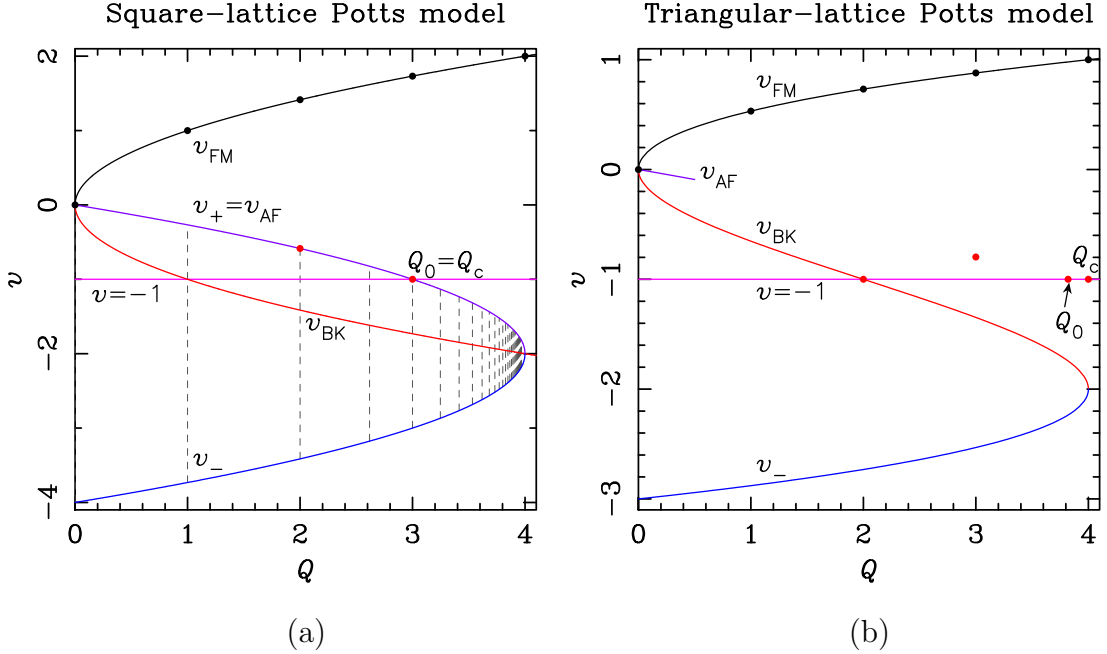 Square-lattice Potts model
2
0
−2
−4
v
v_FM
v_+=v_AF
Q_0=Q_c
v=−1
v_BK
v_−
0
1
2
3
4
Q
(a)
Triangular-lattice Potts model
1
0
−1
−2
−3
v
v_FM
v_AF
v_BK
Q_c
v=−1
Q_0
v_−
0
1
2
3
4
Q
(b)